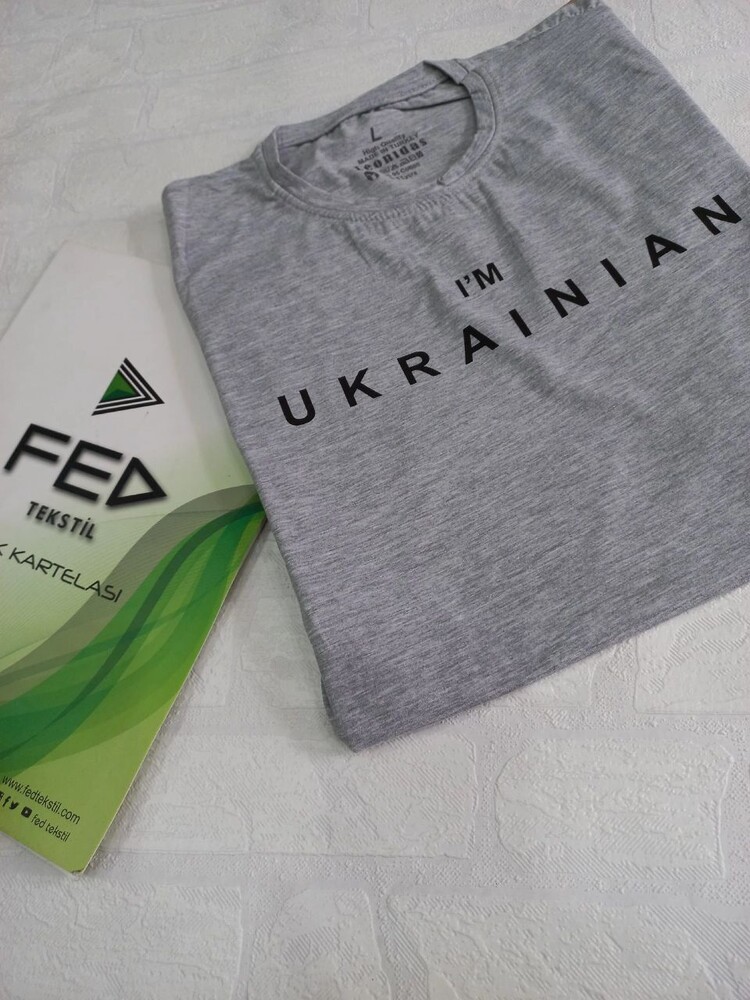 L
High Quality
MADE IN TURKEY
Leonidas
I'M
UKRAINIAN
FED
TEKSTİL
K KARTELASI
www.fedtekstil.com
fed tekstil